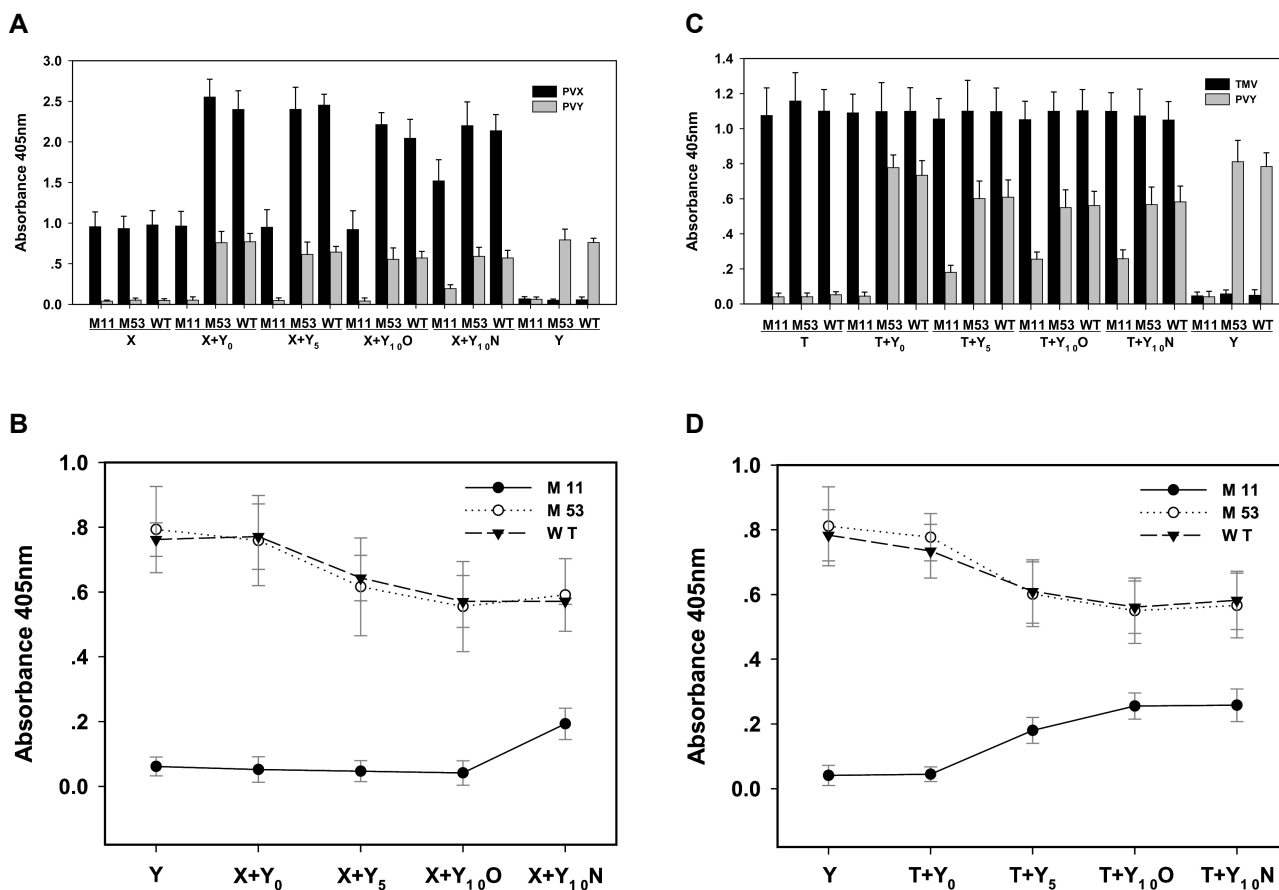 A
Absorbance 405nm
3.0
2.5
2.0
1.5
1.0
.5
0.0
PVX
PVY
M11 M53 WT M11 M53 WT M11 M53 WT M11 M53 WT M11 M53 WT M11 M53 WT
X X+Y₀ X+Y₅ X+Y₁₀O X+Y₁₀N Y
C
Absorbance 405nm
1.4
1.2
1.0
.8
.6
.4
.2
0.0
TMV
PVY
M11 M53 WT M11 M53 WT M11 M53 WT M11 M53 WT M11 M53 WT M11 M53 WT
T T+Y₀ T+Y₅ T+Y₁₀O T+Y₁₀N Y
B
Absorbance 405nm
1.0
.8
.6
.4
.2
0.0
M 11
M 53
W T
Y X+Y₀ X+Y₅ X+Y₁₀O X+Y₁₀N
D
Absorbance 405nm
1.0
.8
.6
.4
.2
0.0
M 11
M 53
W T
Y T+Y₀ T+Y₅ T+Y₁₀O T+Y₁₀N